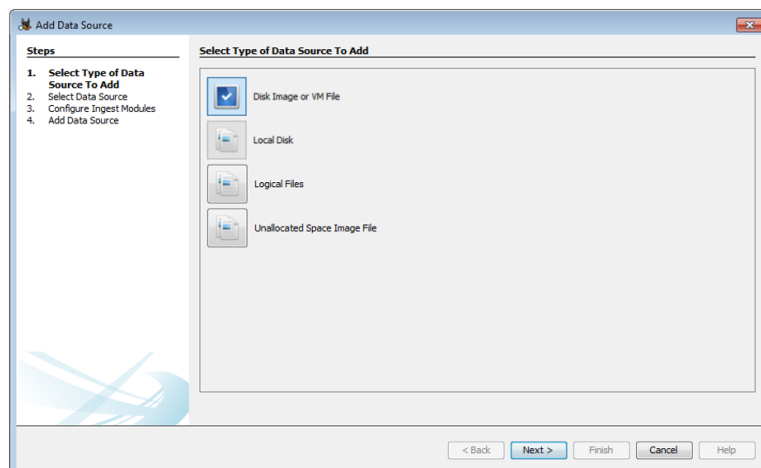 Add Data Source
Steps
1. Select Type of Data
Source To Add
2. Select Data Source
3. Configure Ingest Modules
4. Add Data Source
Select Type of Data Source To Add
Disk Image or VM File
Local Disk
Logical Files
Unallocated Space Image File
< Back
Next >
Finish
Cancel
Help